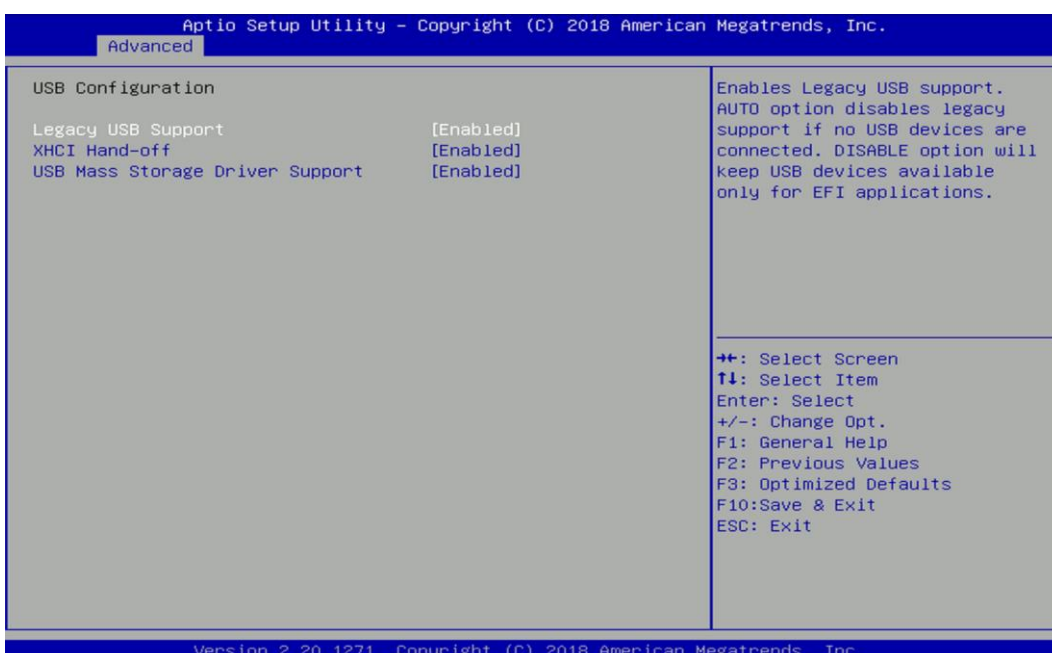 Aptio Setup Utility – Copyright (C) 2018 American Megatrends, Inc.
Advanced
USB Configuration
Legacy USB Support [Enabled]
XHCI Hand-off [Enabled]
USB Mass Storage Driver Support [Enabled]
Enables Legacy USB support.
AUTO option disables legacy
support if no USB devices are
connected. DISABLE option will
keep USB devices available
only for EFI applications.
→←: Select Screen
↑↓: Select Item
Enter: Select
+/-: Change Opt.
F1: General Help
F2: Previous Values
F3: Optimized Defaults
F10:Save & Exit
ESC: Exit
Version 2.20.1271. Copyright (C) 2018 American Megatrends, Inc.